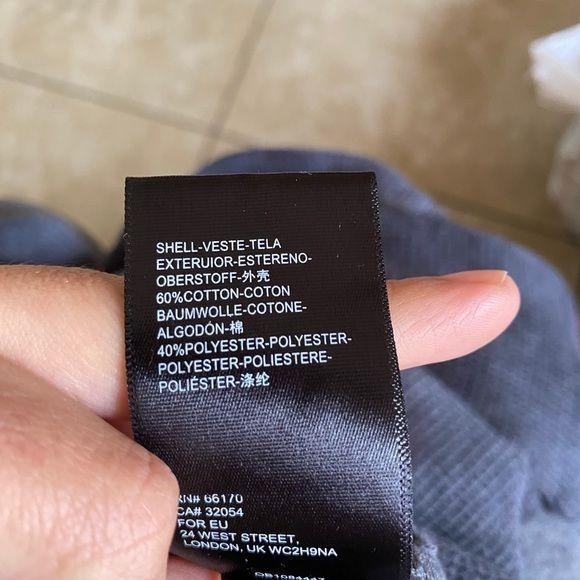 SHELL-VESTE-TELA
EXTERUIOR-ESTERENO-
OBERSTOFF-外壳
60%COTTON-COTON
BAUMWOLLE-COTONE-
ALGODÓN-棉
40%POLYESTER-POLYESTER-
POLYESTER-POLIESTERE-
POLIÉSTER-涤纶
RN# 66170
CA# 32054
FOR EU
24 WEST STREET,
LONDON, UK WC2H9NA